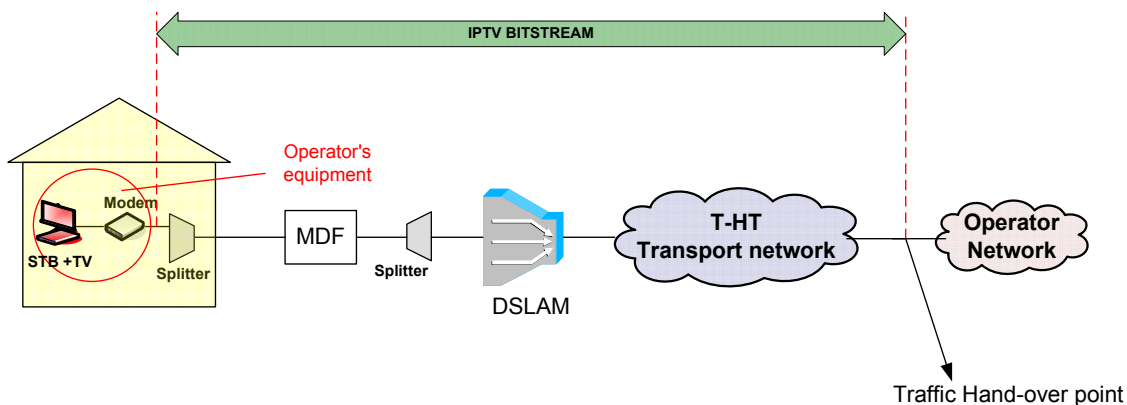 IPTV BITSTREAM
Operator's
equipment
Modem
STB +TV
Splitter
MDF
Splitter
DSLAM
T-HT
Transport network
Operator
Network
Traffic Hand-over point